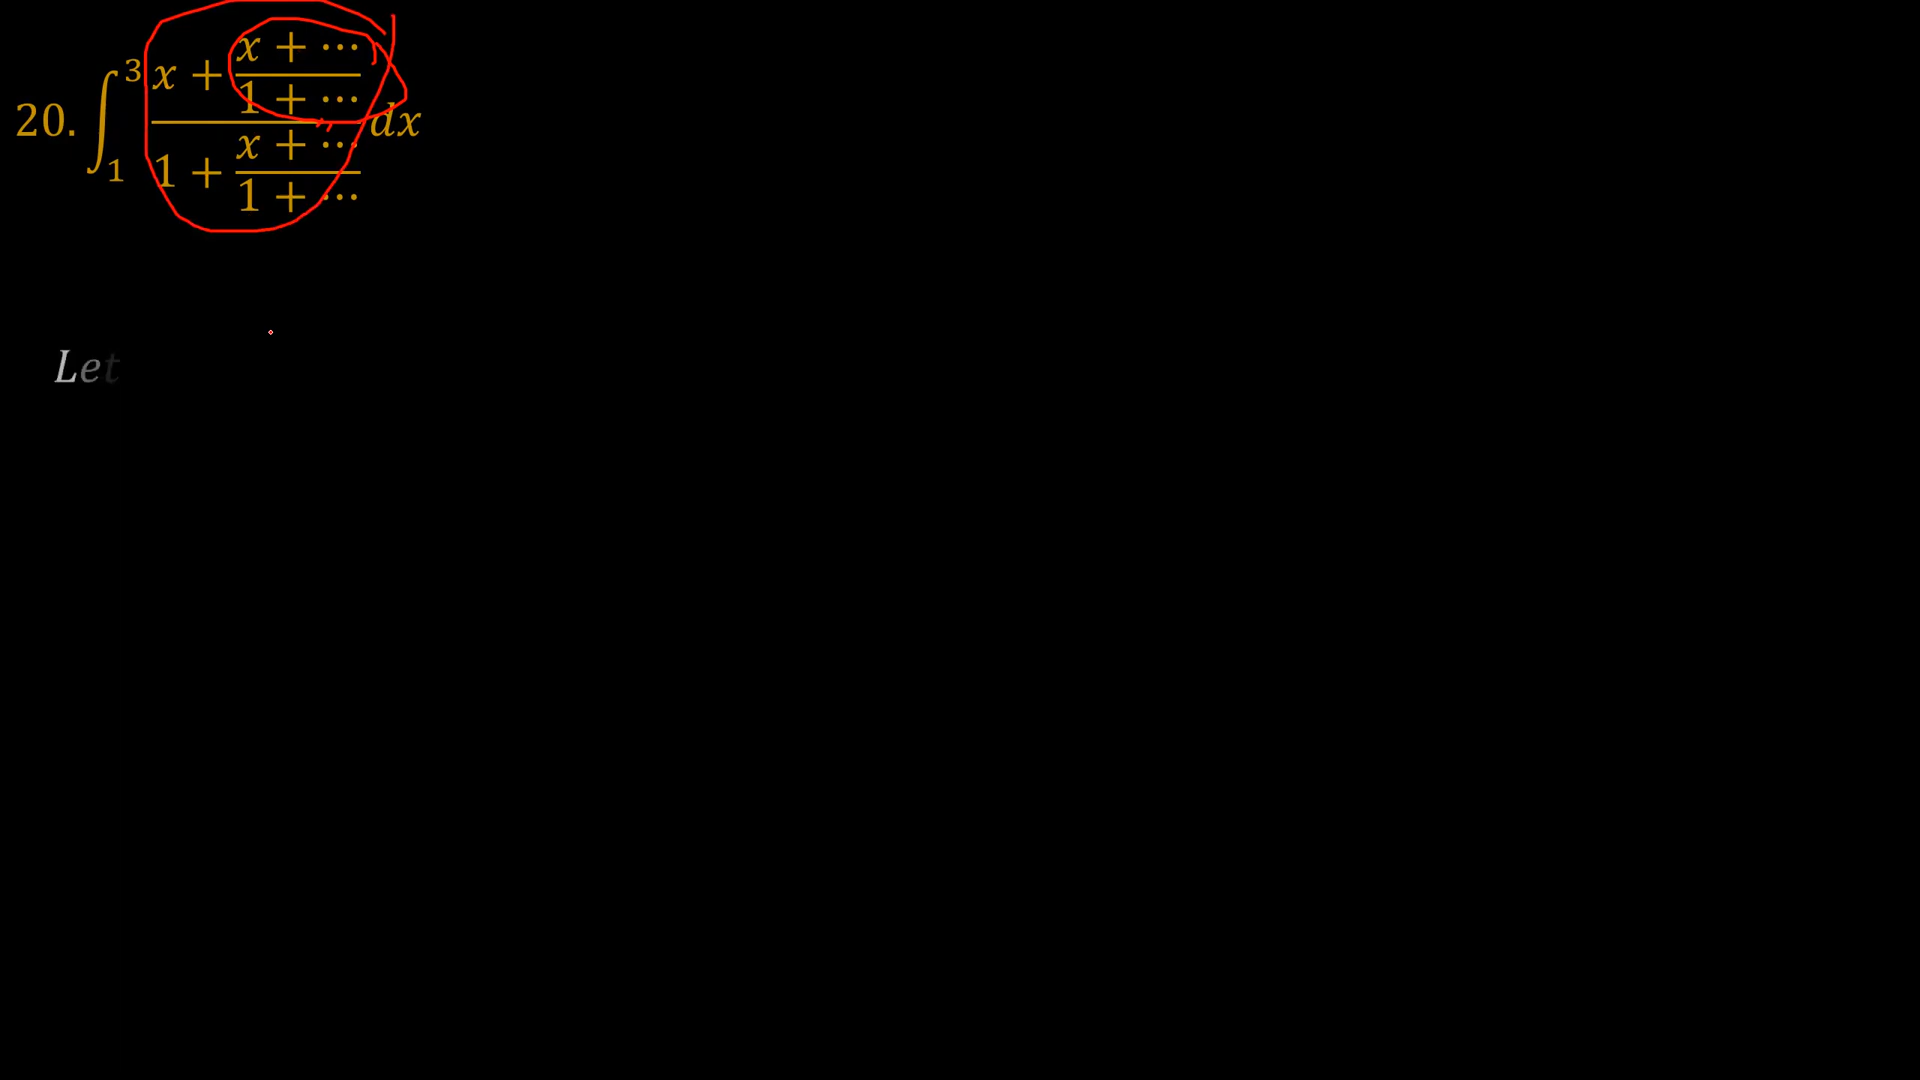 20. ∫₁³ (x + (x + ⋯)/(1 + ⋯))/(1 + (x + ⋯)/(1 + ⋯)) dx
Let